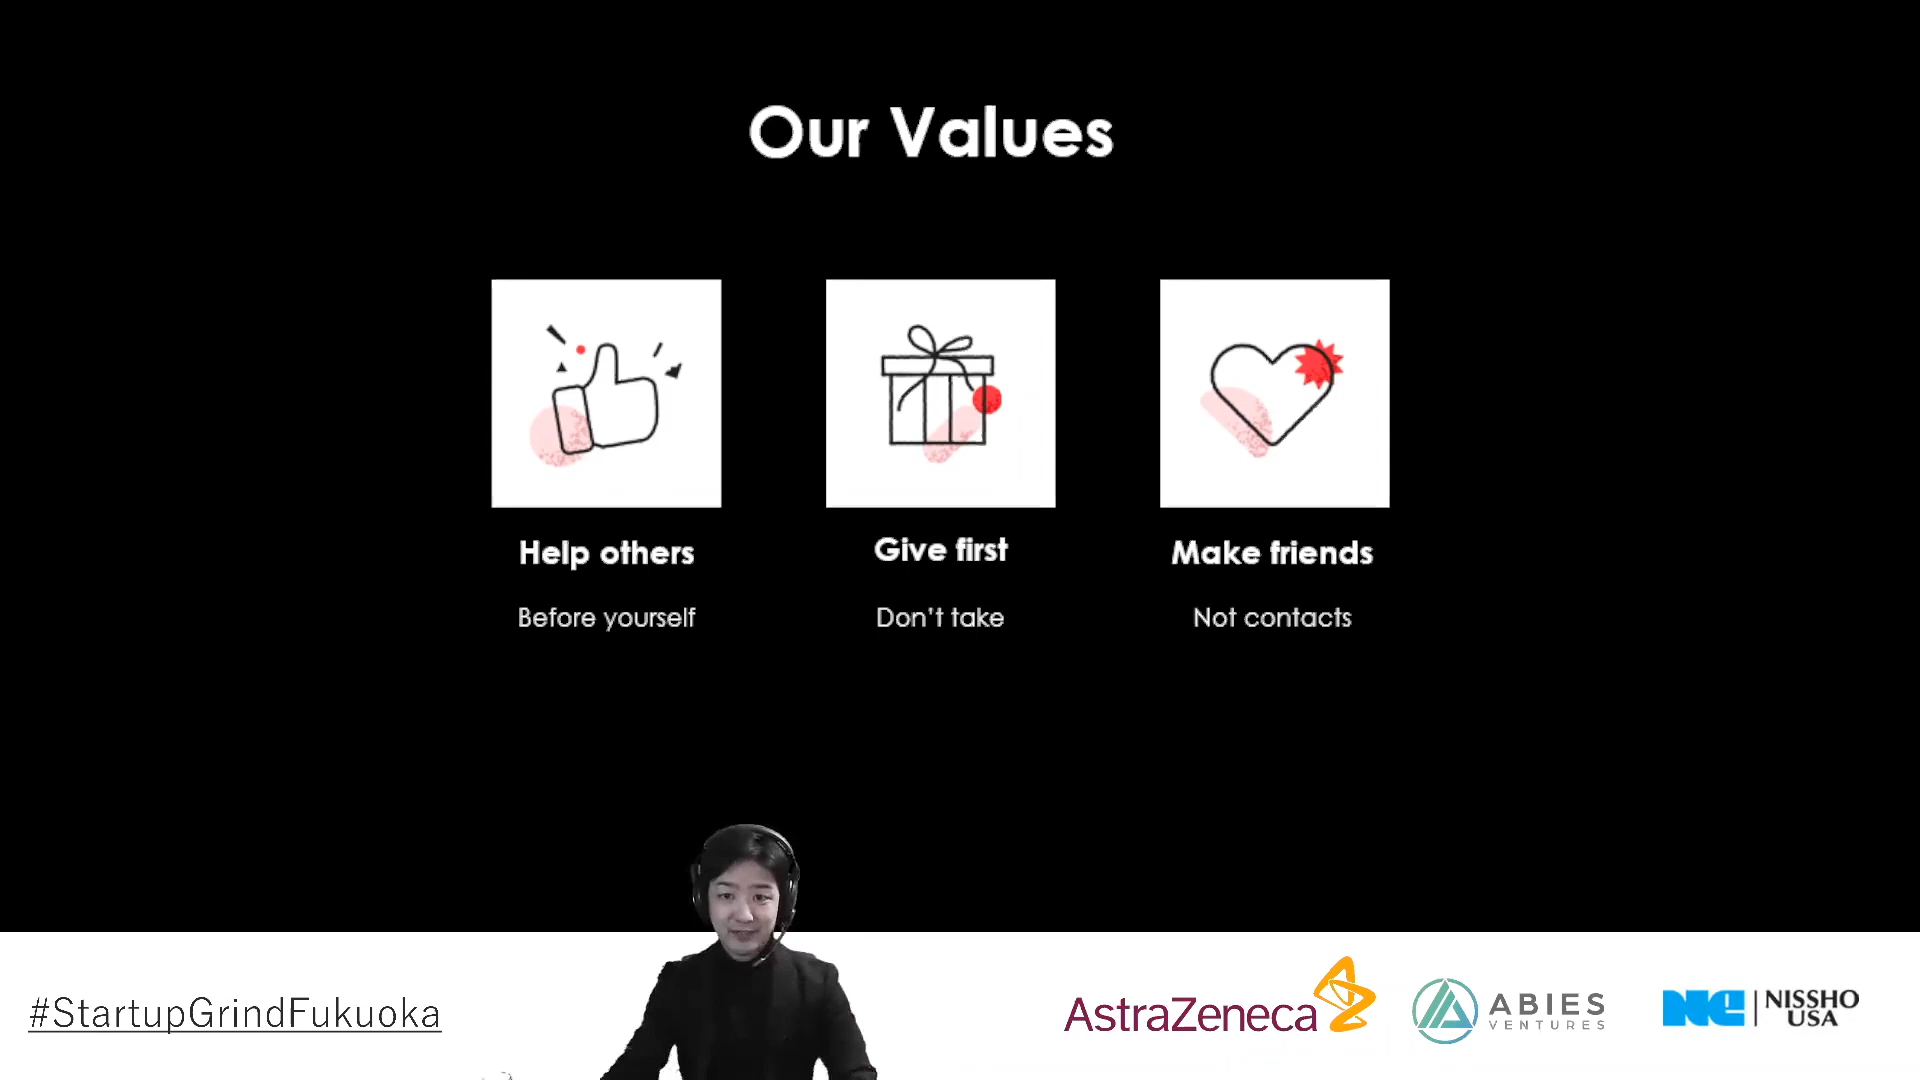 Our Values
Help others
Give first
Make friends
Before yourself
Don't take
Not contacts
#StartupGrindFukuoka
AstraZeneca
ABIES
VENTURES
NISSHO
USA